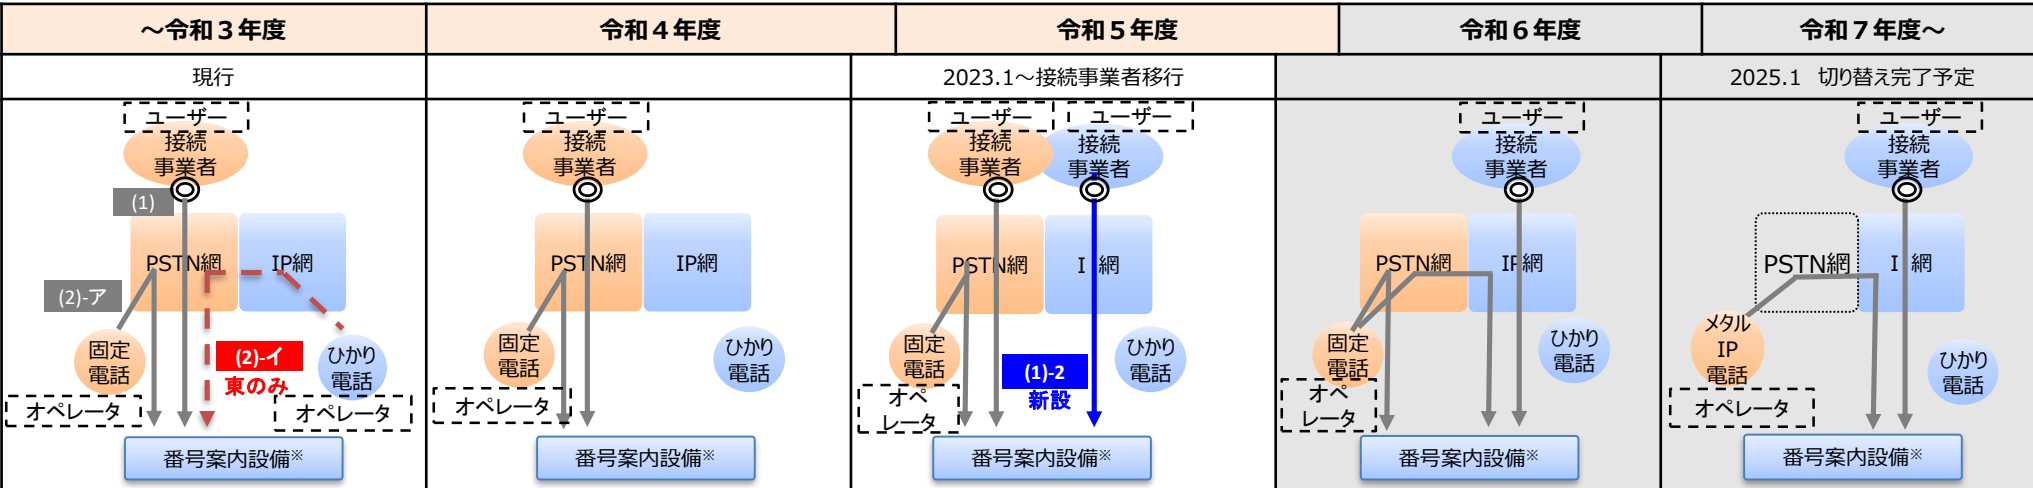 ～令和３年度
令和４年度
令和５年度
令和６年度
令和７年度～
現行
2023.1～接続事業者移行
2025.1 切り替え完了予定
ユーザー
接続
事業者
(1)
PSTN網
IP網
(2)-ア
固定
電話
(2)-イ
東のみ
ひかり
電話
オペレータ
オペレータ
番号案内設備※
ユーザー
接続
事業者
PSTN網
IP網
固定
電話
ひかり
電話
オペレータ
番号案内設備※
ユーザー
接続
事業者
ユーザー
接続
事業者
PSTN網
IP網
固定
電話
(1)-2
新設
ひかり
電話
オペ
レータ
番号案内設備※
ユーザー
接続
事業者
PSTN網
IP網
固定
電話
ひかり
電話
オペ
レータ
番号案内設備※
ユーザー
接続
事業者
PSTN網
IP網
メタル
IP
電話
ひかり
電話
オペレータ
番号案内設備※